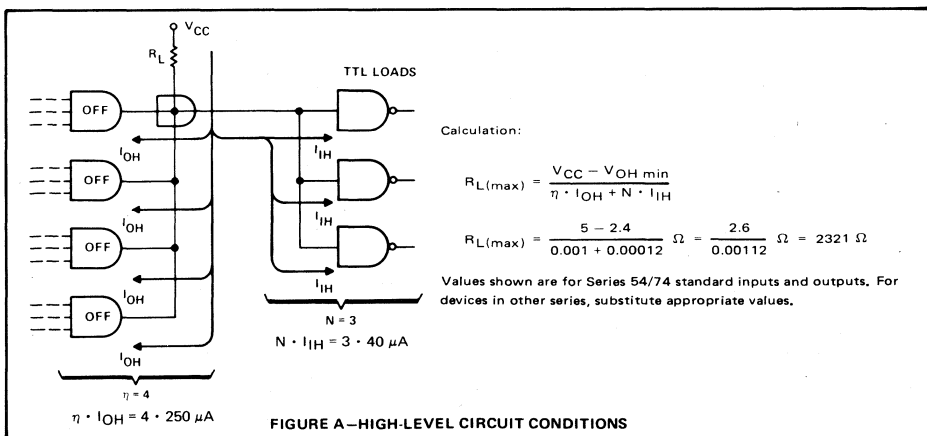 V_CC
R_L
TTL LOADS
OFF
I_OH
I_IH
OFF
I_OH
I_IH
OFF
I_OH
I_IH
OFF
I_OH
N = 3
N · I_IH = 3 · 40 μA
η = 4
η · I_OH = 4 · 250 μA
Calculation:
R_L(max) = (V_CC − V_OH min) / (η · I_OH + N · I_IH)
R_L(max) = (5 − 2.4) / (0.001 + 0.00012) Ω = 2.6 / 0.00112 Ω = 2321 Ω
Values shown are for Series 54/74 standard inputs and outputs. For
devices in other series, substitute appropriate values.
FIGURE A—HIGH-LEVEL CIRCUIT CONDITIONS